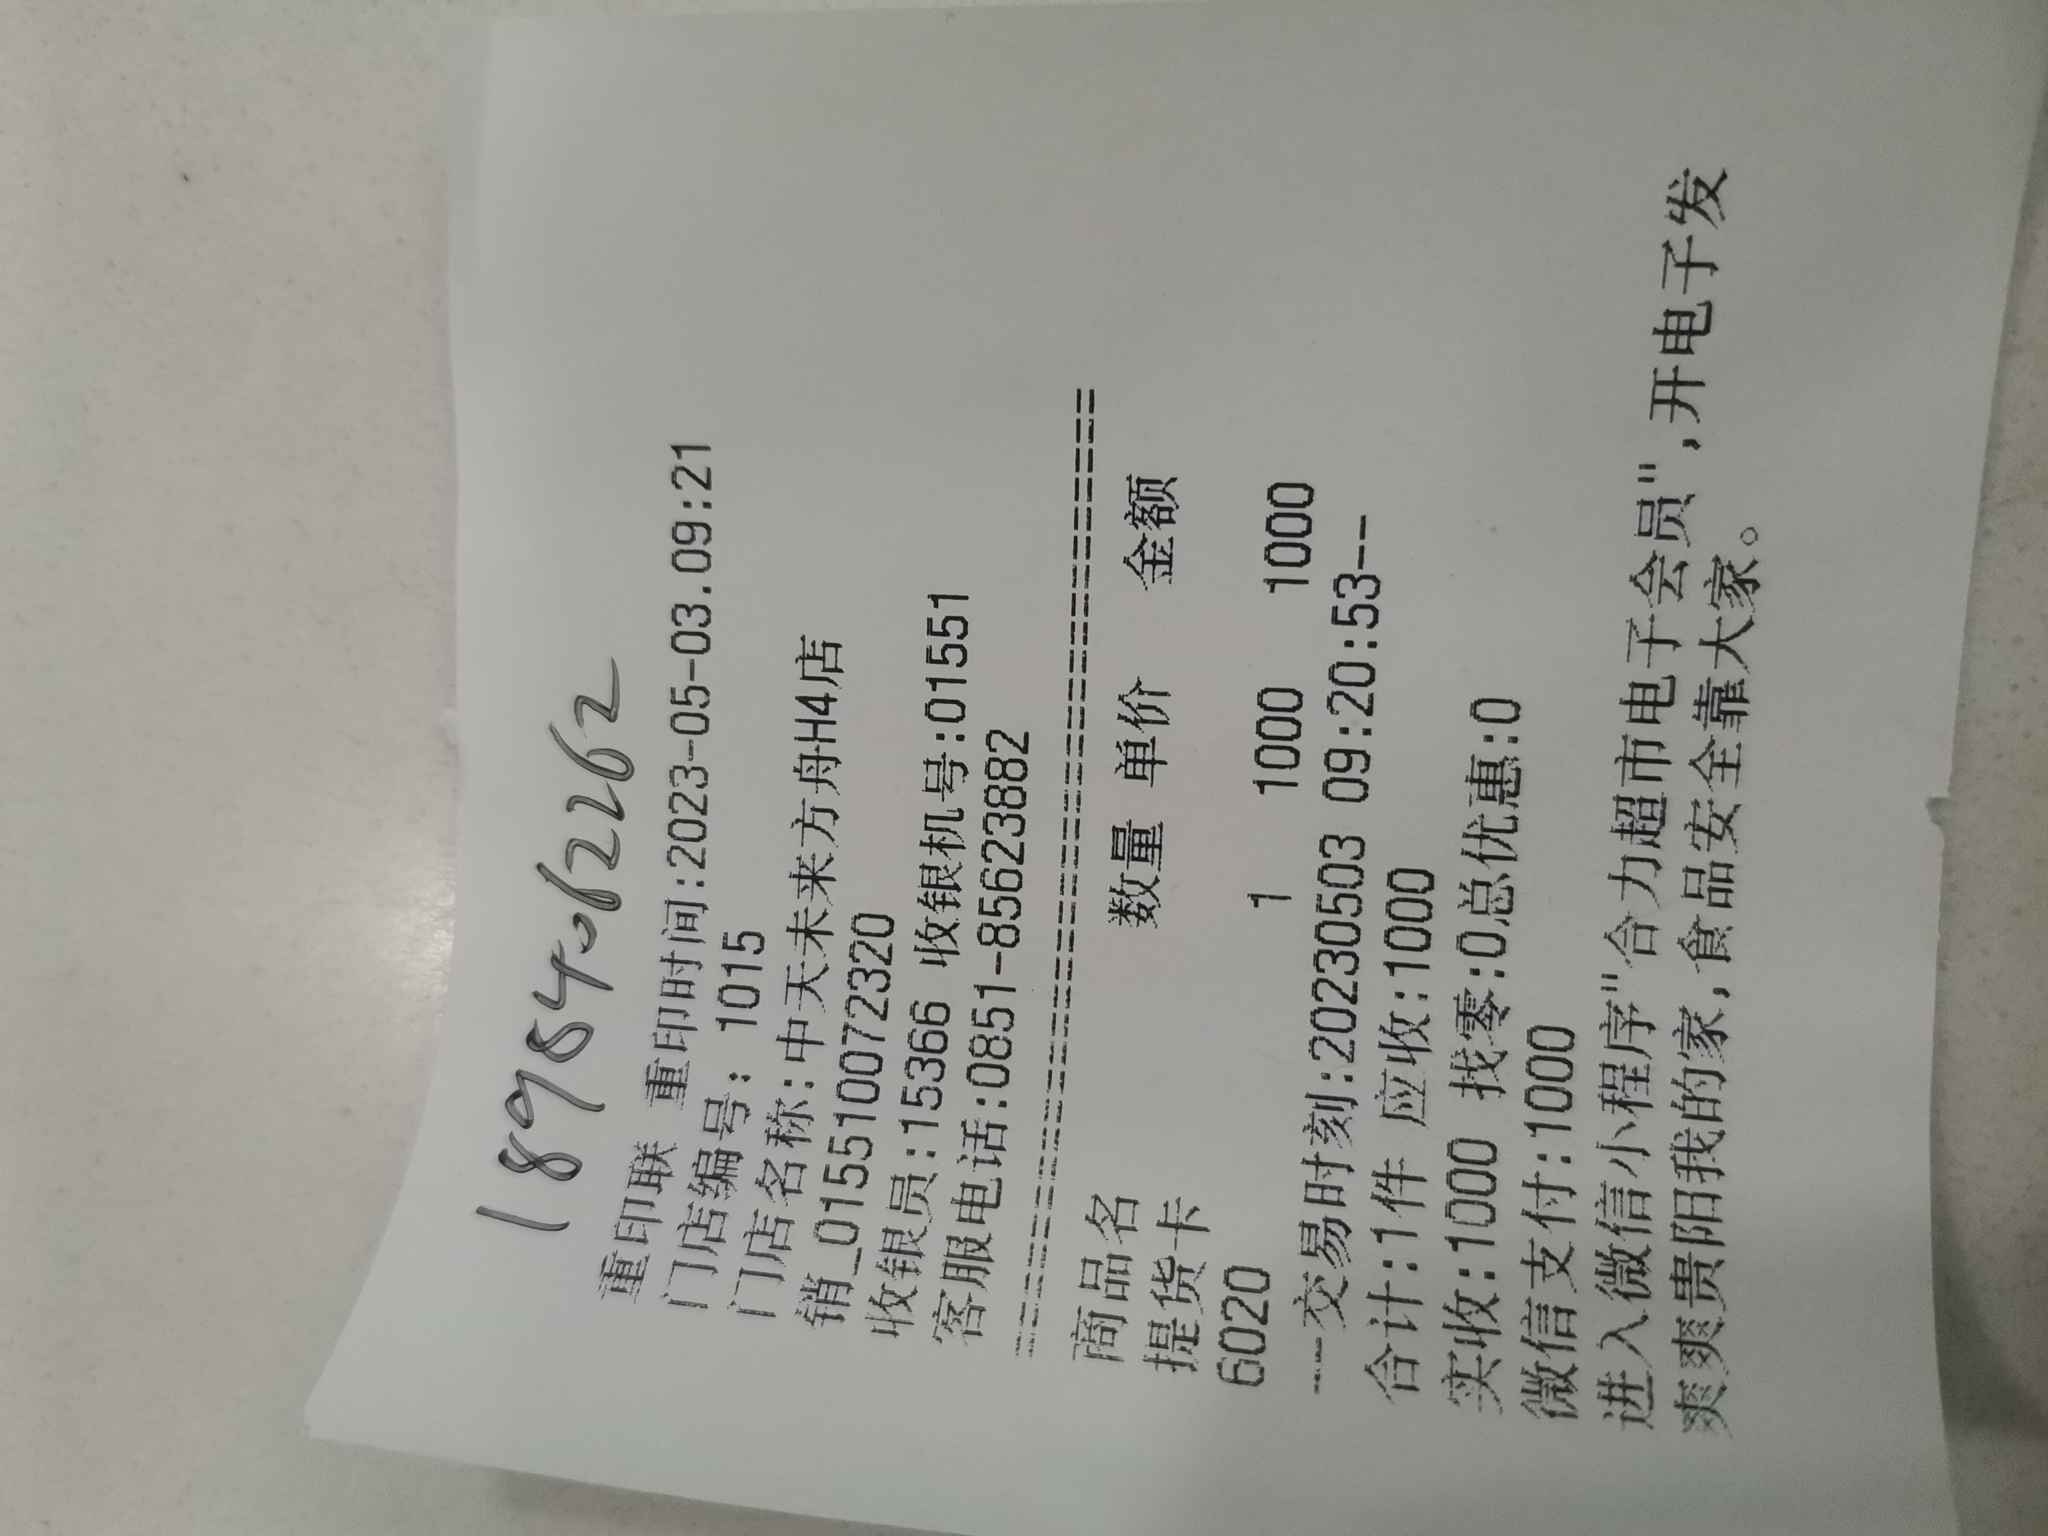 18984062262
重印联 重印时间:2023-05-03.09:21
门店编号: 1015
门店名称:中天未来方舟H4店
销_015510072320
收银员:15366 收银机号:01551
客服电话:0851-85623882
==========================================
商品名 数量 单价 金额
提货卡
6020 1 1000 1000
---交易时刻:20230503 09:20:53--
合计:1件 应收:1000
实收:1000 找零:0总优惠:0
微信支付:1000
进入微信小程序"合力超市电子会员",开电子发
爽爽贵阳我的家,食品安全靠大家。